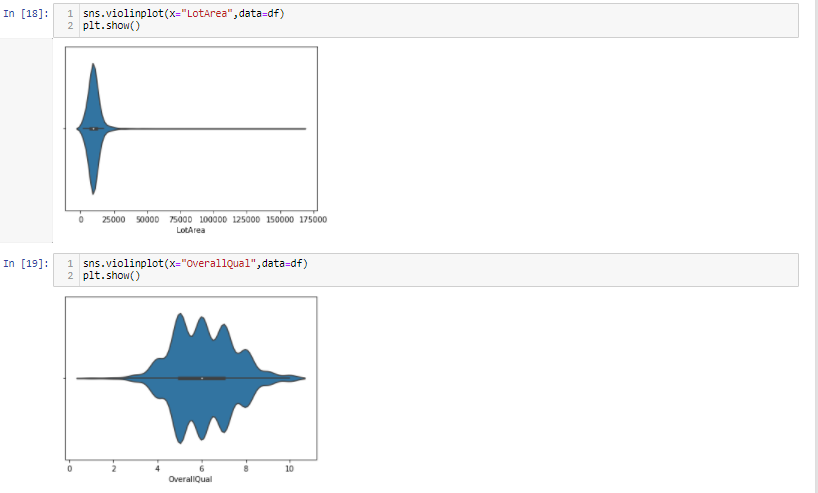 In [18]:
1 sns.violinplot(x="LotArea",data=df)
2 plt.show()
0 25000 50000 75000 100000 125000 150000 175000
LotArea
In [19]:
1 sns.violinplot(x="OverallQual",data=df)
2 plt.show()
0 2 4 6 8 10
OverallQual